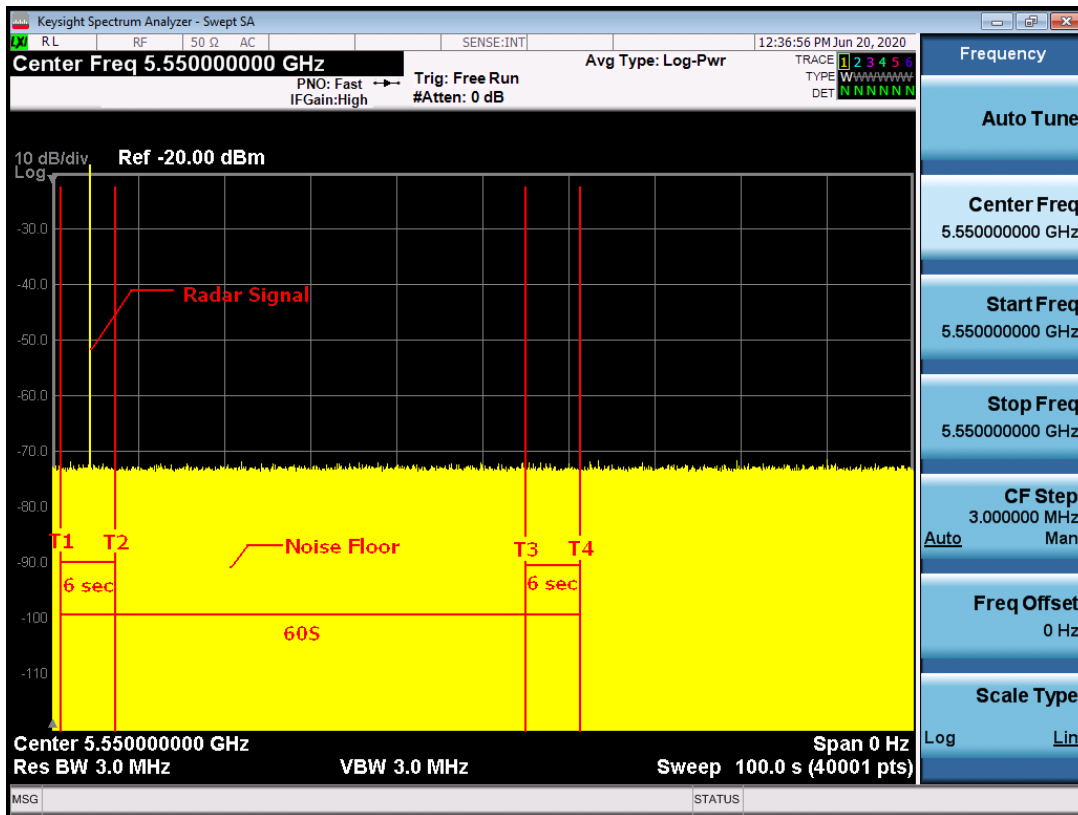 Keysight Spectrum Analyzer - Swept SA
LXI RL RF 50 Ω AC SENSE:INT 12:36:56 PM Jun 20, 2020
Center Freq 5.550000000 GHz
PNO: Fast
IFGain:High
Trig: Free Run
#Atten: 0 dB
Avg Type: Log-Pwr
TRACE 1 2 3 4 5 6
TYPE WWWWWWW
DET N N N N N N
10 dB/div
Log
Ref -20.00 dBm
-30.0
-40.0
Radar Signal
-50.0
-60.0
-70.0
-80.0
T1 T2 T3 T4
Noise Floor
-90.0
6 sec 6 sec
-100
60S
-110
Center 5.550000000 GHz Span 0 Hz
Res BW 3.0 MHz VBW 3.0 MHz Sweep 100.0 s (40001 pts)
MSG STATUS
Frequency
Auto Tune
Center Freq
5.550000000 GHz
Start Freq
5.550000000 GHz
Stop Freq
5.550000000 GHz
CF Step
3.000000 MHz
Auto Man
Freq Offset
0 Hz
Scale Type
Log Lin